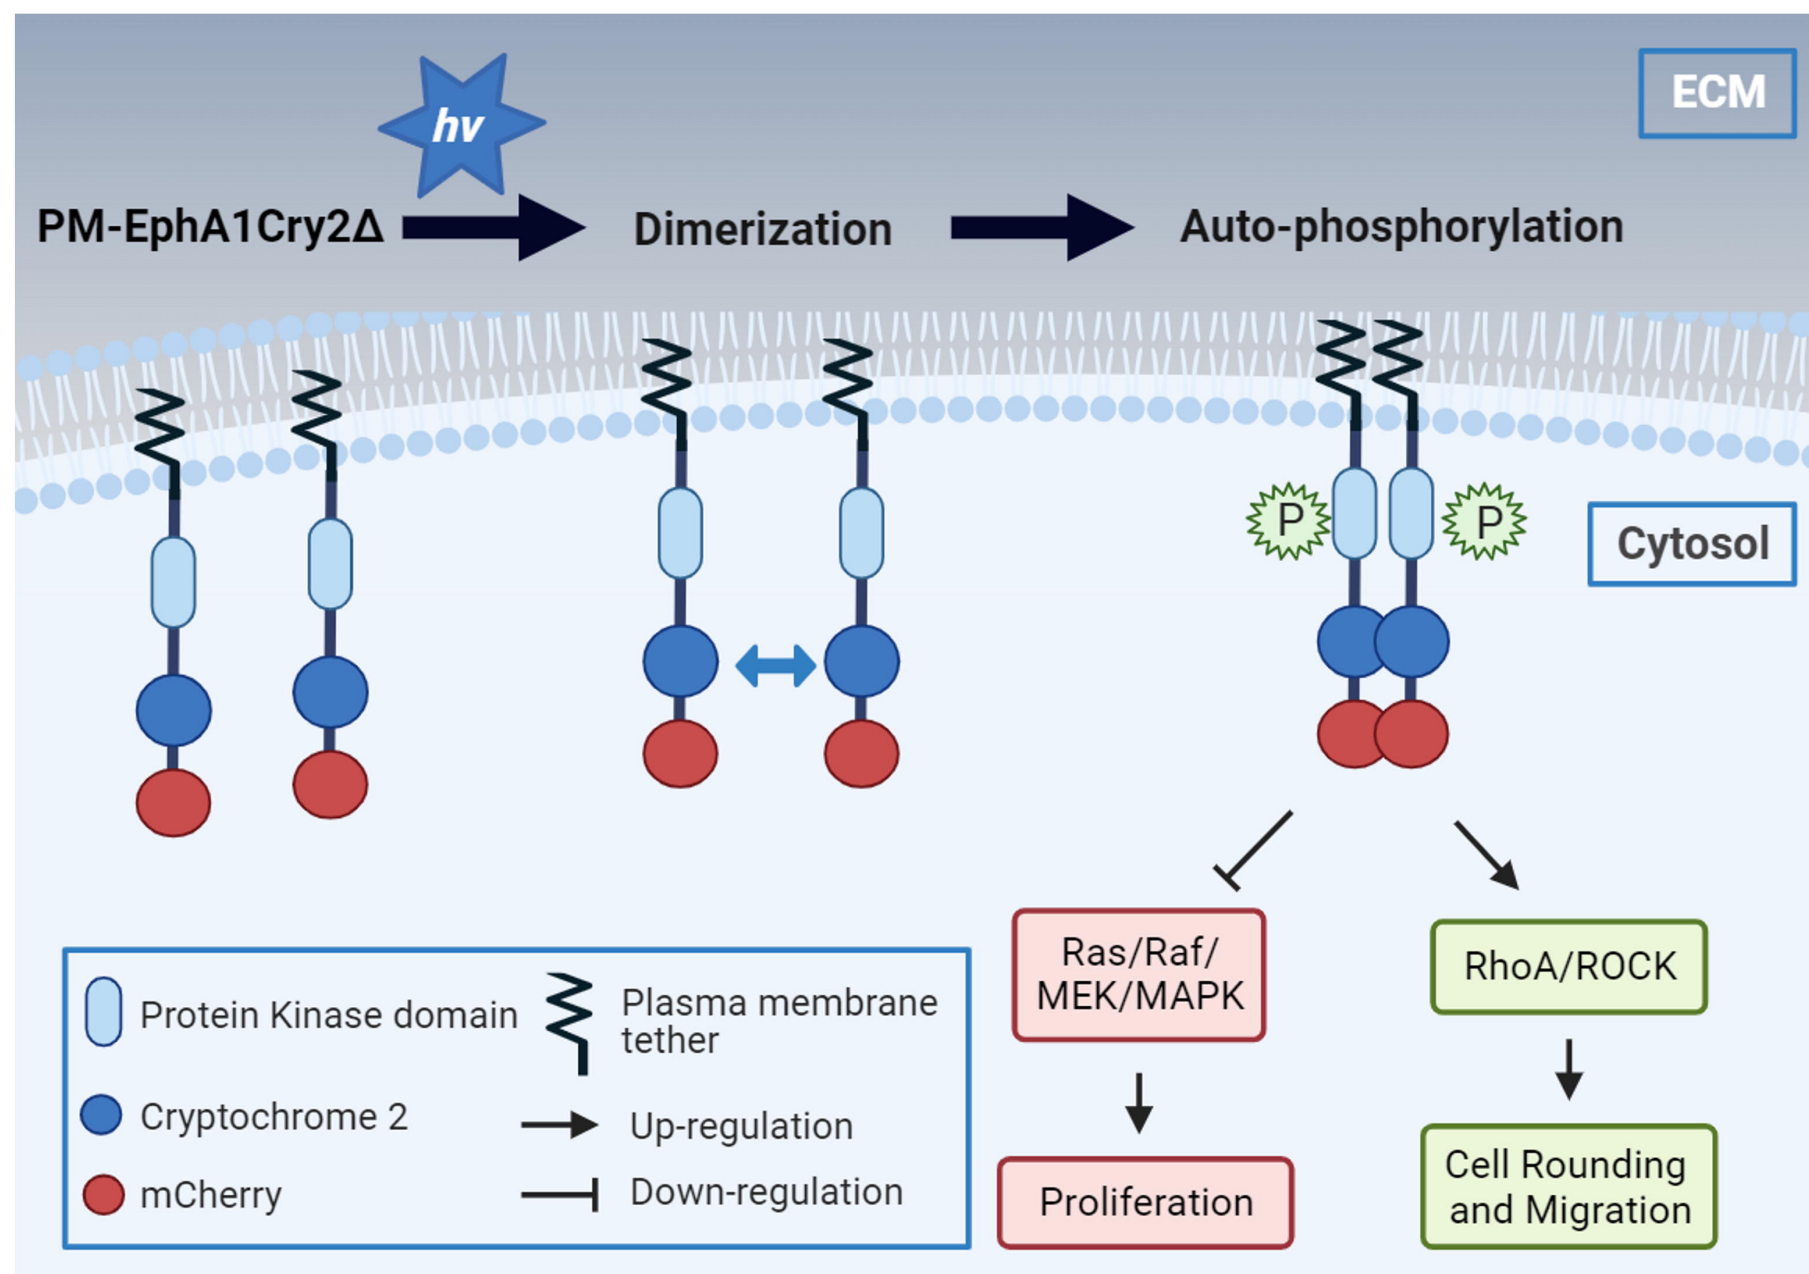 ECM
hv
PM-EphA1Cry2Δ
Dimerization
Auto-phosphorylation
P
P
Cytosol
Ras/Raf/
MEK/MAPK
RhoA/ROCK
Proliferation
Cell Rounding
and Migration
Protein Kinase domain
Plasma membrane
tether
Cryptochrome 2
Up-regulation
mCherry
Down-regulation